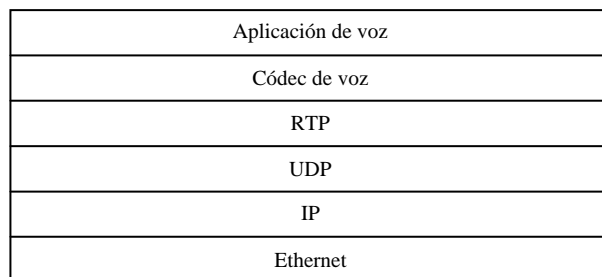 Aplicación de voz
Códec de voz
RTP
UDP
IP
Ethernet